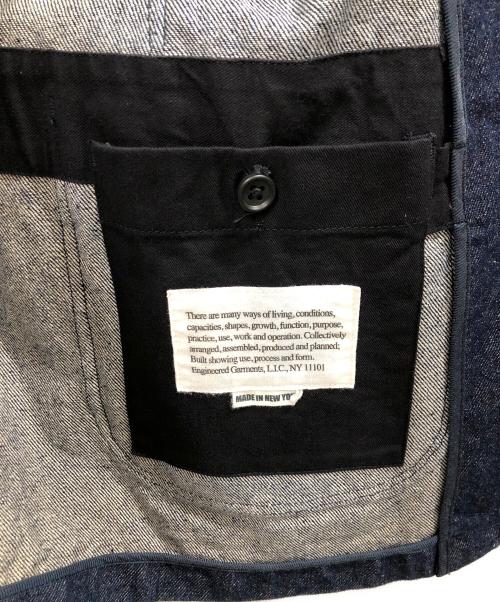 There are many ways of living, conditions,
capacities, shapes, growth, function, purpose,
practice, use, work and operation. Collectively
arranged, assembled, produced and planned;
Built showing use, process and form.
Engineered Garments, L.I.C., NY 11101
MADE IN NEW YO